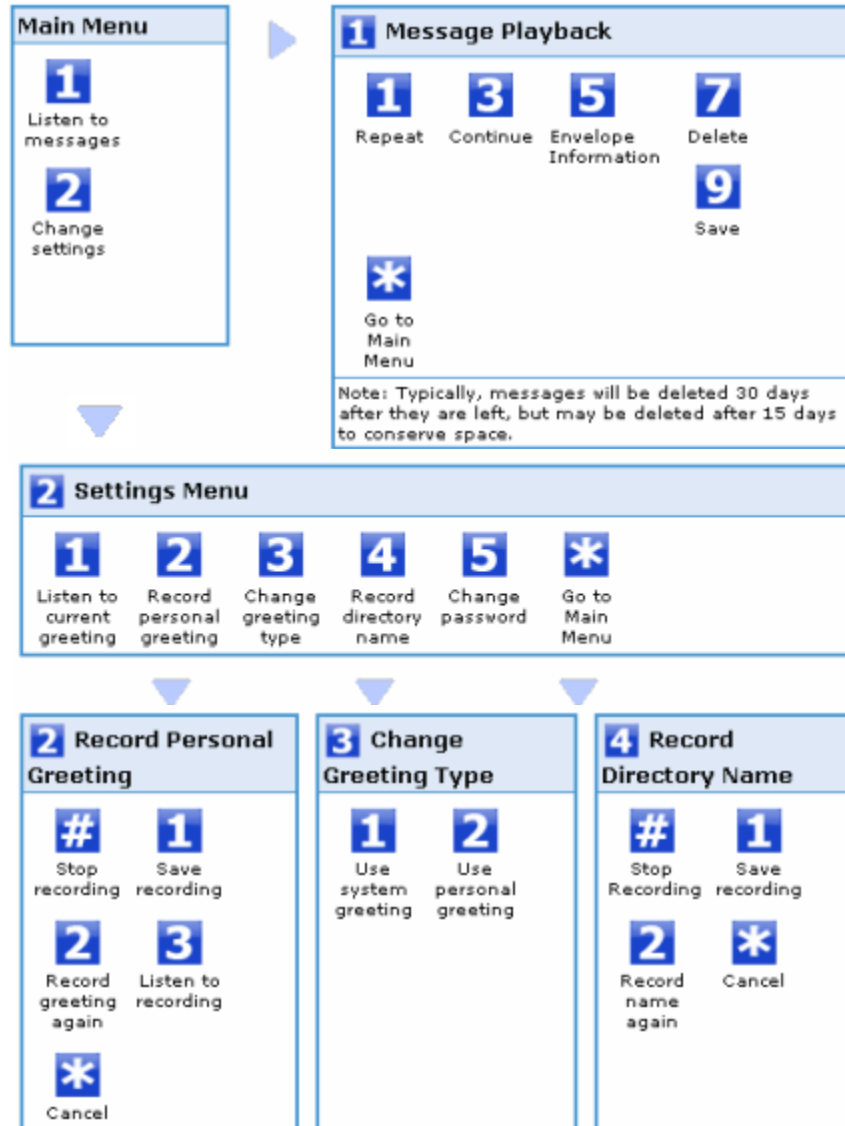 Main Menu
1
Listen to
messages
2
Change
settings
1 Message Playback
1
Repeat
3
Continue
5
Envelope
Information
7
Delete
9
Save
*
Go to
Main
Menu
Note: Typically, messages will be deleted 30 days
after they are left, but may be deleted after 15 days
to conserve space.
2 Settings Menu
1
Listen to
current
greeting
2
Record
personal
greeting
3
Change
greeting
type
4
Record
directory
name
5
Change
password
*
Go to
Main
Menu
2 Record Personal
Greeting
#
Stop
recording
1
Save
recording
2
Record
greeting
again
3
Listen to
recording
*
Cancel
3 Change
Greeting Type
1
Use
system
greeting
2
Use
personal
greeting
4 Record
Directory Name
#
Stop
Recording
1
Save
recording
2
Record
name
again
*
Cancel